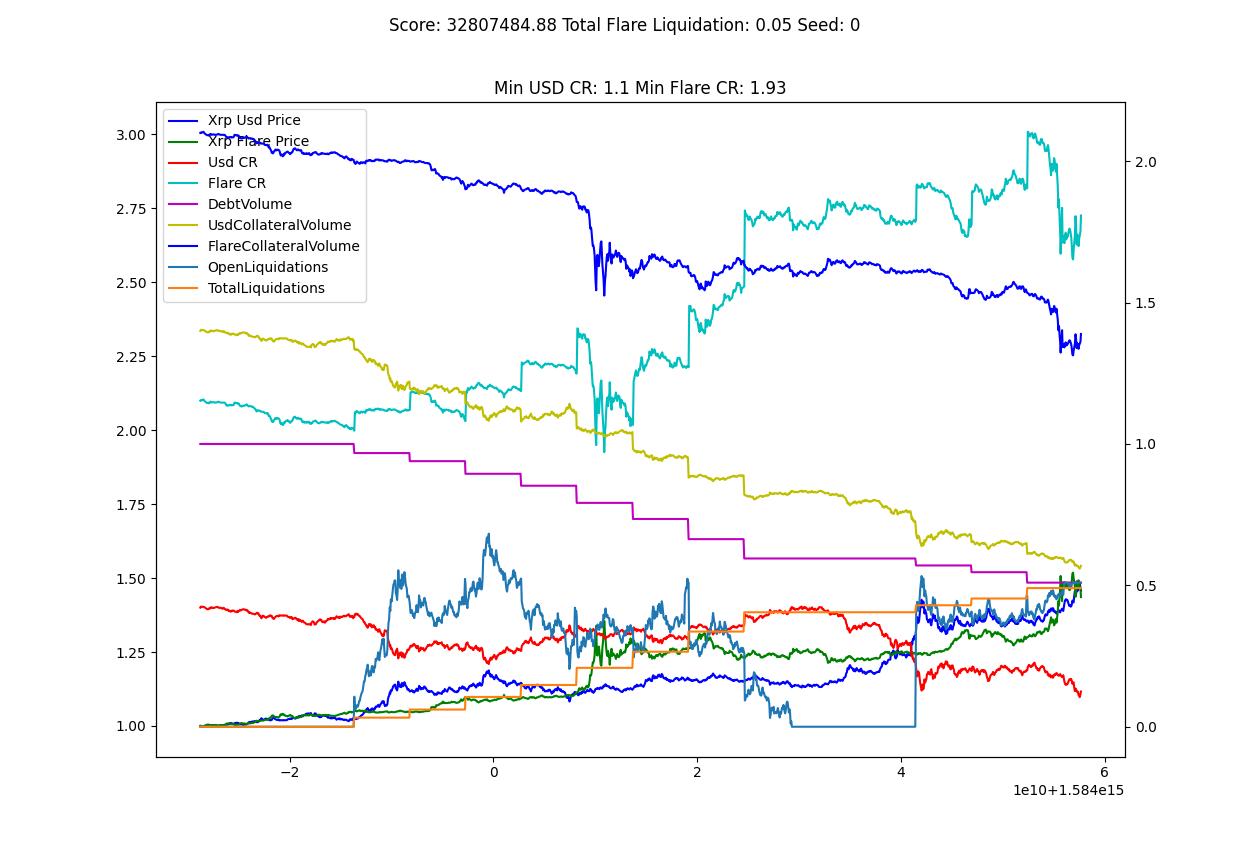 Score: 32807484.88 Total Flare Liquidation: 0.05 Seed: 0
Min USD CR: 1.1 Min Flare CR: 1.93
Xrp Usd Price
Xrp Flare Price
Usd CR
Flare CR
DebtVolume
UsdCollateralVolume
FlareCollateralVolume
OpenLiquidations
TotalLiquidations
3.00
2.75
2.50
2.25
2.00
1.75
1.50
1.25
1.00
2.0
1.5
1.0
0.5
0.0
−2 0 2 4 6
1e10+1.584e15